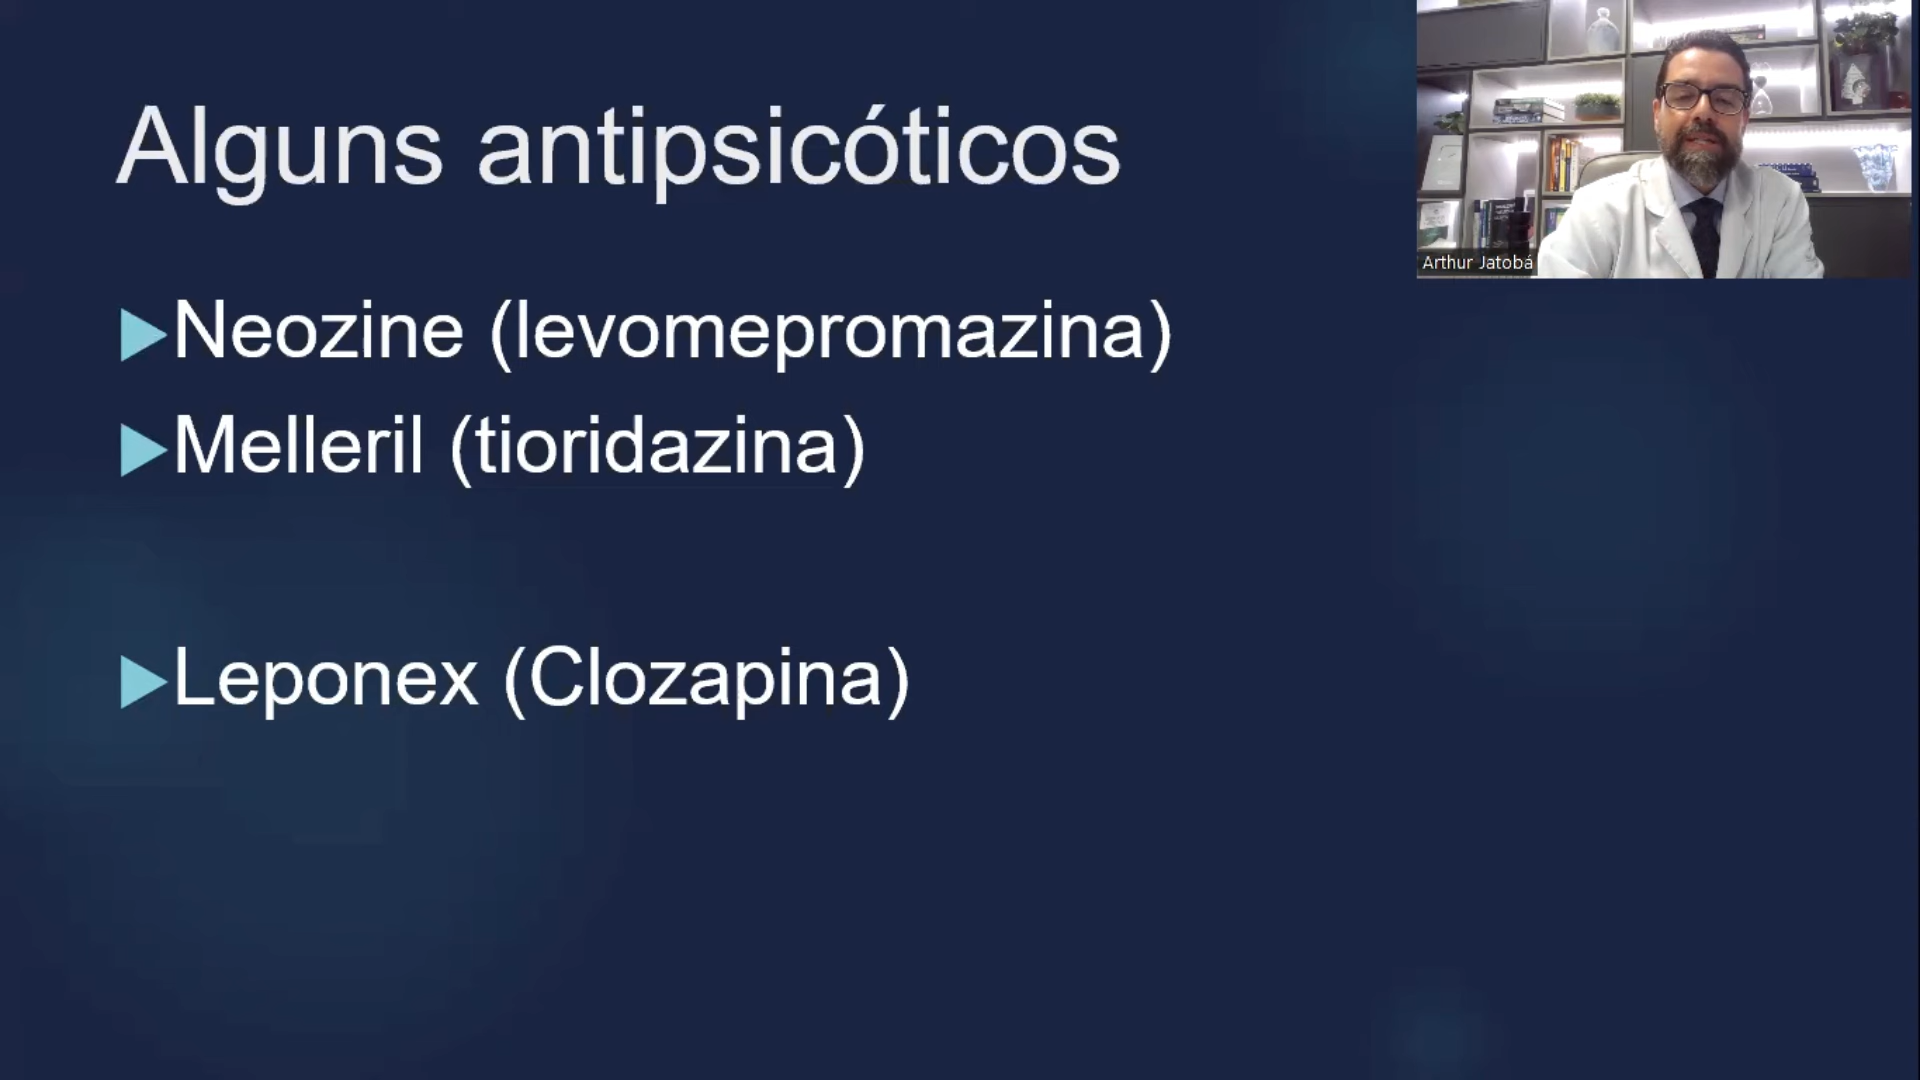 Alguns antipsicóticos
Arthur Jatobá
Neozine (levomepromazina)
Melleril (tioridazina)
Leponex (Clozapina)